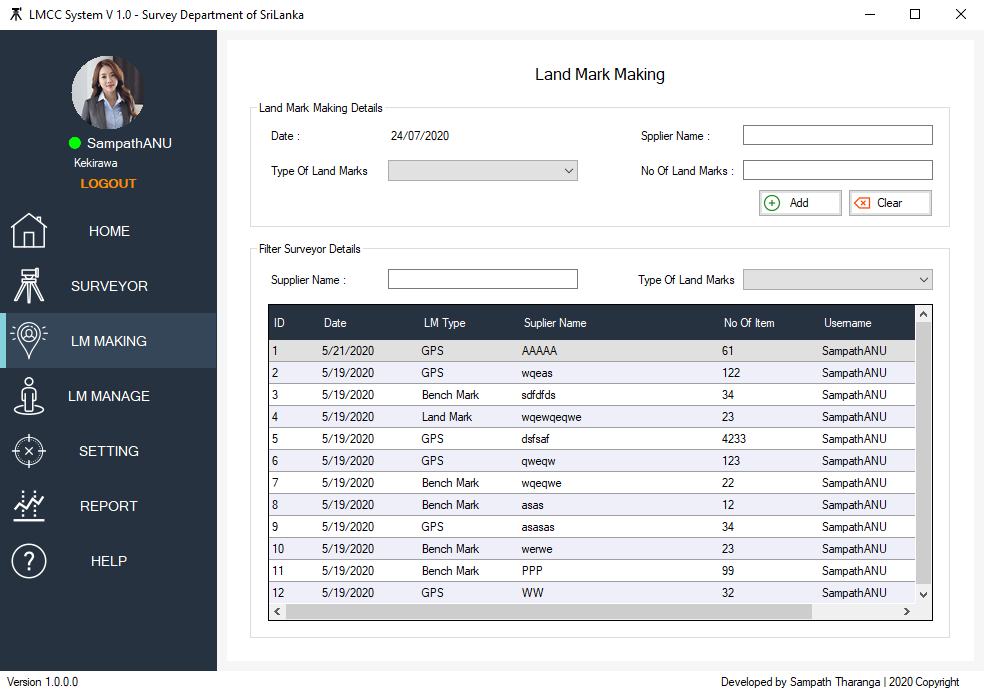 LMCC System V 1.0 - Survey Department of SriLanka
SampathANU
Kekirawa
LOGOUT
HOME
SURVEYOR
LM MAKING
LM MANAGE
SETTING
REPORT
HELP
Land Mark Making
Land Mark Making Details
Date : 24/07/2020 Spplier Name :
Type Of Land Marks No Of Land Marks :
Add Clear
Filter Surveyor Details
Supplier Name : Type Of Land Marks
ID Date LM Type Suplier Name No Of Item Username
1 5/21/2020 GPS AAAAA 61 SampathANU
2 5/19/2020 GPS wqeas 122 SampathANU
3 5/19/2020 Bench Mark sdfdfds 34 SampathANU
4 5/19/2020 Land Mark wqewqeqwe 23 SampathANU
5 5/19/2020 GPS dsfsaf 4233 SampathANU
6 5/19/2020 GPS qweqw 123 SampathANU
7 5/19/2020 Bench Mark wqeqwe 22 SampathANU
8 5/19/2020 Bench Mark asas 12 SampathANU
9 5/19/2020 GPS asasas 34 SampathANU
10 5/19/2020 Bench Mark werwe 23 SampathANU
11 5/19/2020 Bench Mark PPP 99 SampathANU
12 5/19/2020 GPS WW 32 SampathANU
Version 1.0.0.0 Developed by Sampath Tharanga | 2020 Copyright